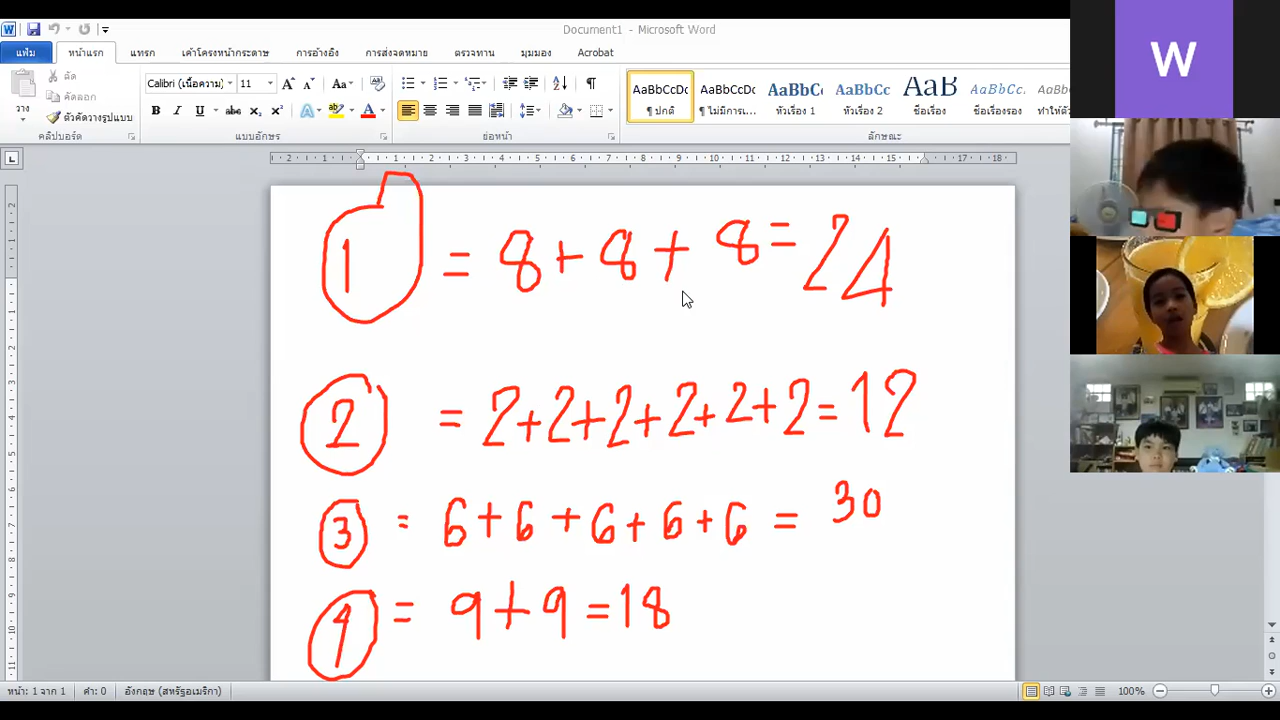 Document1 - Microsoft Word
แฟ้ม หน้าแรก แทรก เค้าโครงหน้ากระดาษ การอ้างอิง การส่งจดหมาย ตรวจทาน มุมมอง Acrobat
วาง
ตัด
คัดลอก
ตัวคัดวางรูปแบบ
คลิปบอร์ด
Calibri (เนื้อความ) 11
แบบอักษร
ย่อหน้า
AaBbCcDc AaBbCcDc AaBbC AaBbCc AaB AaBbCcI AaBbCcDc
¶ ปกติ ¶ ไม่มีการเ... หัวเรื่อง 1 หัวเรื่อง 2 ชื่อเรื่อง ชื่อเรื่องรอง
ลักษณะ
W
1 = 8 + 8 + 8 = 24
2 = 2+2+2+2+2+2=12
3 = 6+6+6+6+6 = 30
4 = 9+9=18
หน้า: 1 จาก 1 คำ: 0 อังกฤษ (สหรัฐอเมริกา) 100%